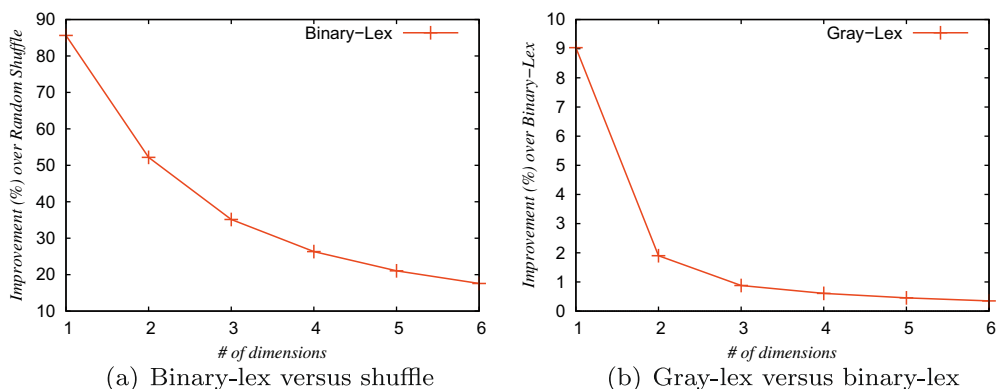 Improvement (%) over Random Shuffle
90
80
70
60
50
40
30
20
10
Binary-Lex
1 2 3 4 5 6
# of dimensions
(a) Binary-lex versus shuffle
Improvement (%) over Binary-Lex
10
9
8
7
6
5
4
3
2
1
0
Gray-Lex
1 2 3 4 5 6
# of dimensions
(b) Gray-lex versus binary-lex